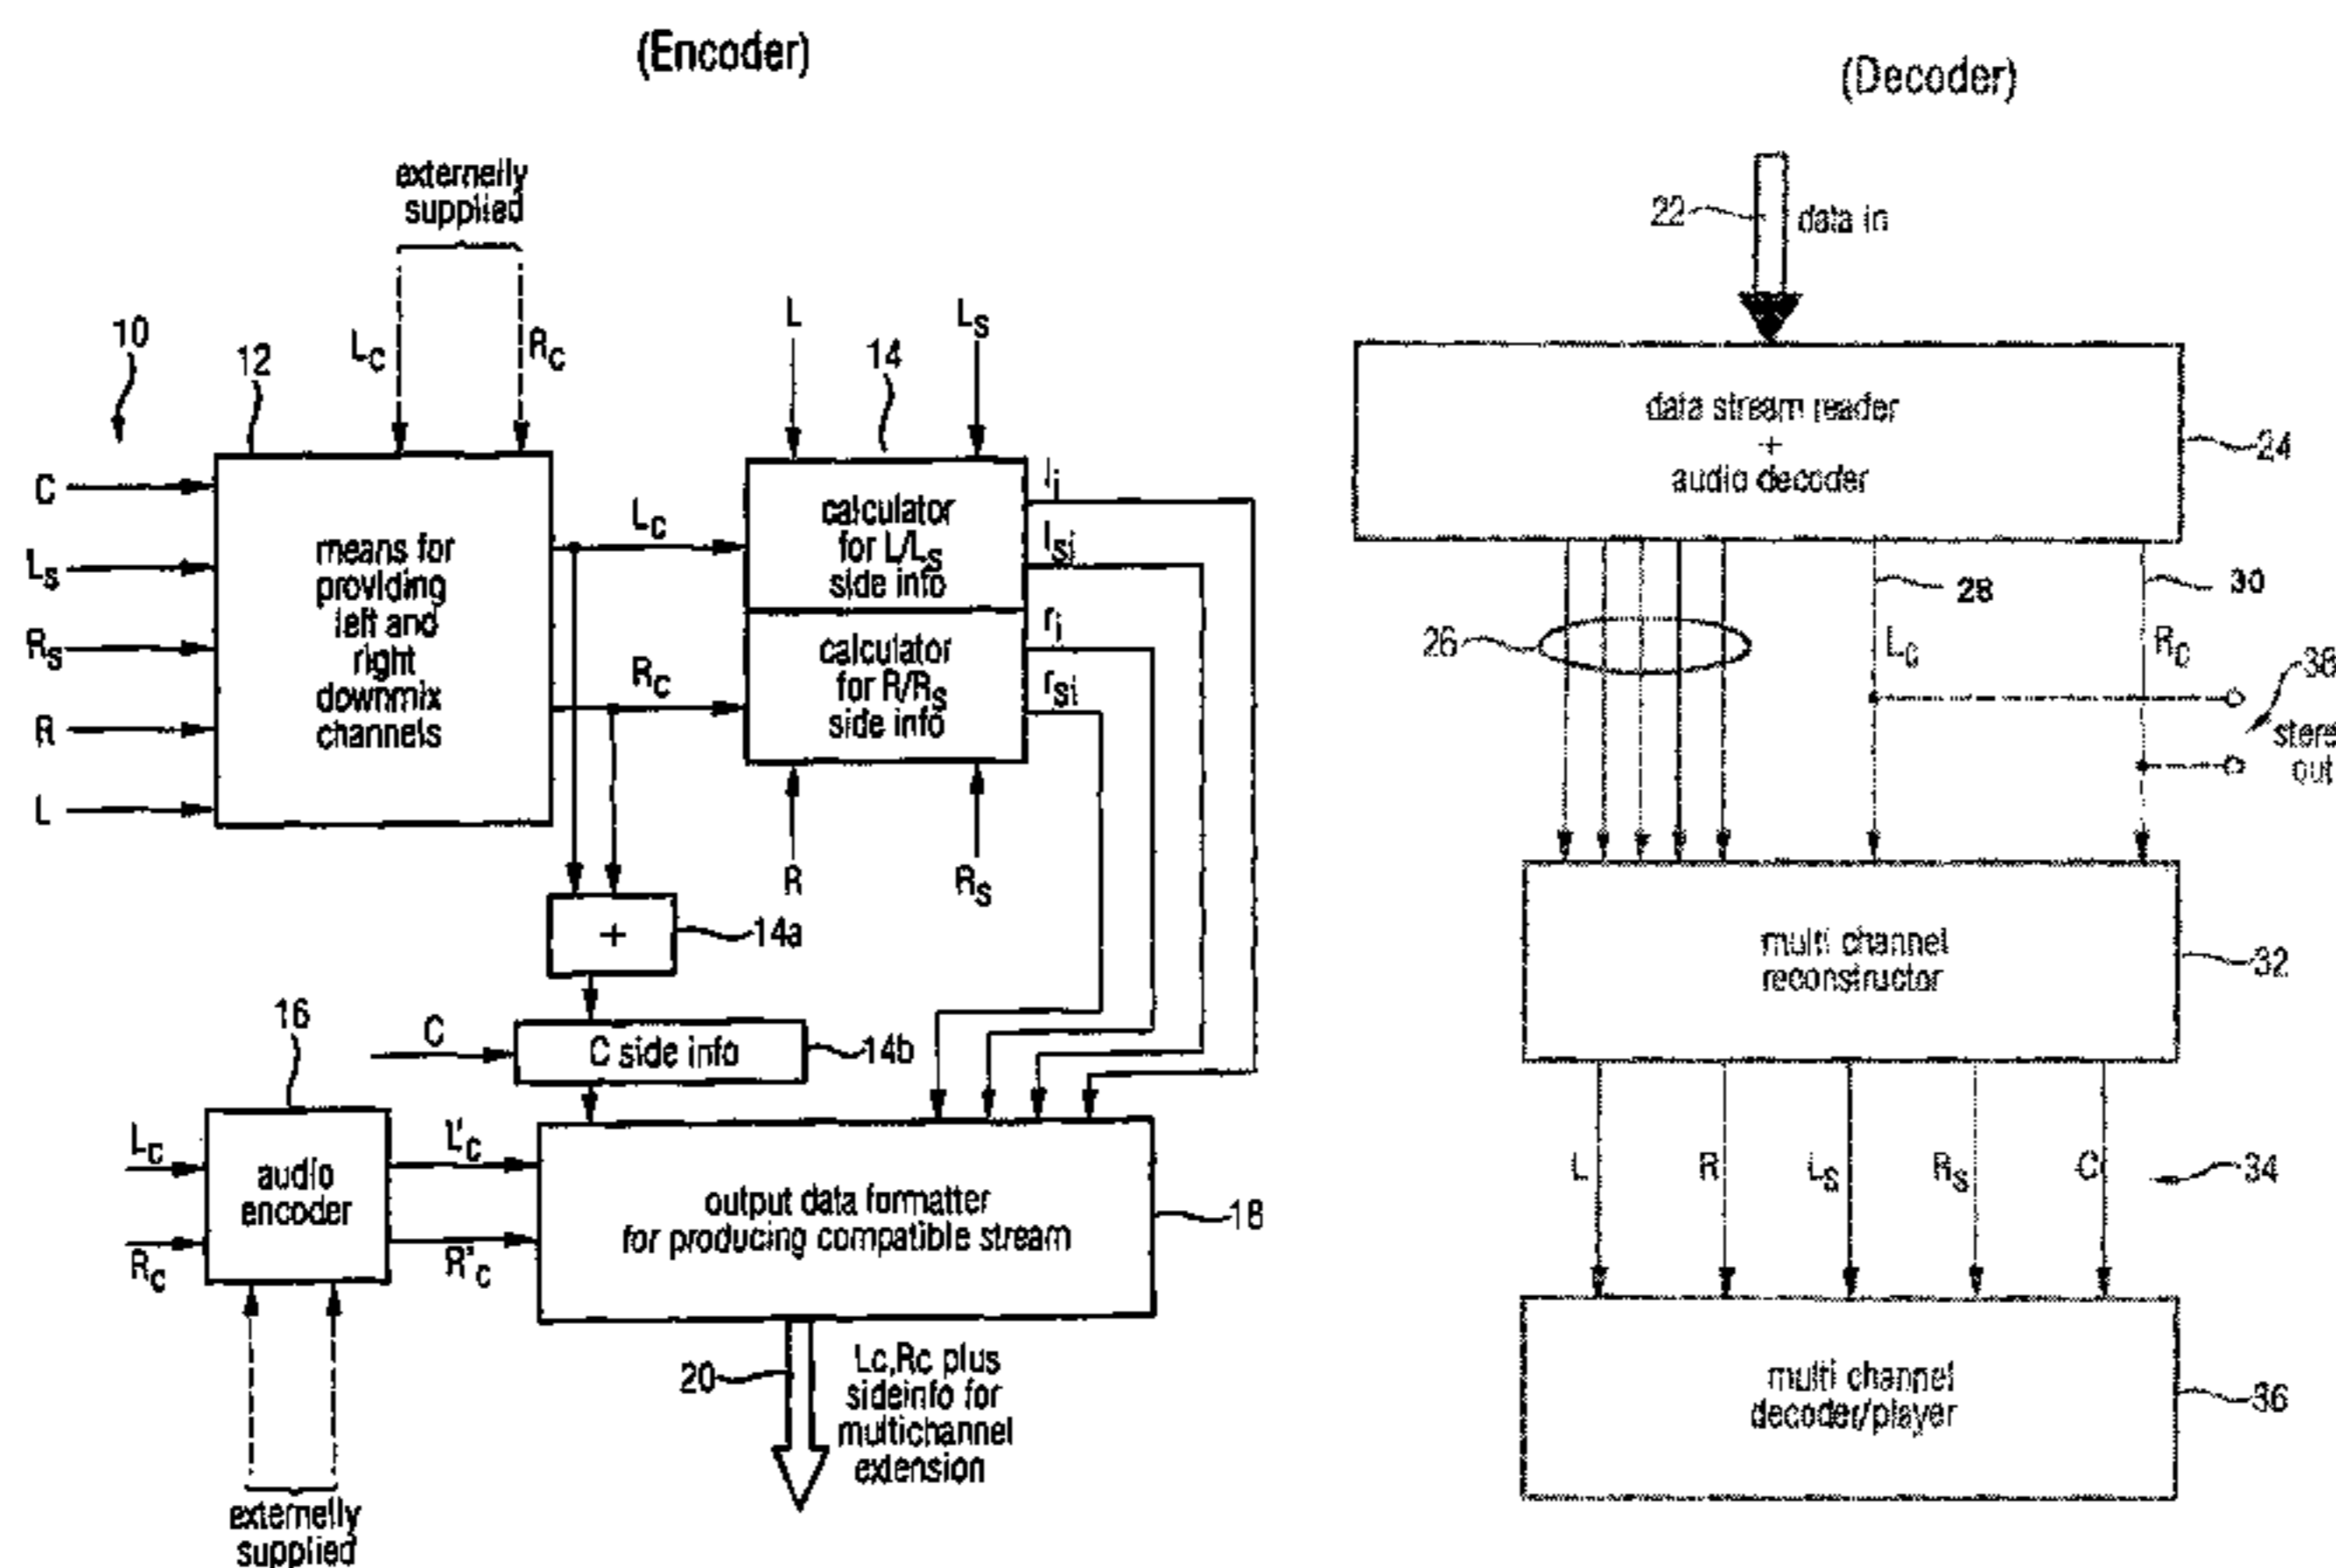 (Encoder)
externelly
supplied
10
12
Lc
Rc
L
Ls
14
C
Ls
Rs
R
L
means for
providing
left and
right
downmix
channels
Lc
Rc
calculator
for L/Ls
side info
calculator
for R/Rs
side info
li
lsi
ri
rsi
R
Rs
+
14a
C
C side info
14b
16
Lc
Rc
audio
encoder
L'c
R'c
output data formatter
for producing compatible stream
18
20
Lc,Rc plus
sideinfo for
multichannel
extension
externelly
supplied
(Decoder)
22
data in
data stream reader
+
audio decoder
24
26
28
30
Lc
Rc
38
out
multi channel
reconstructor
32
L
R
Ls
Rs
C
34
multi channel
decoder/player
36